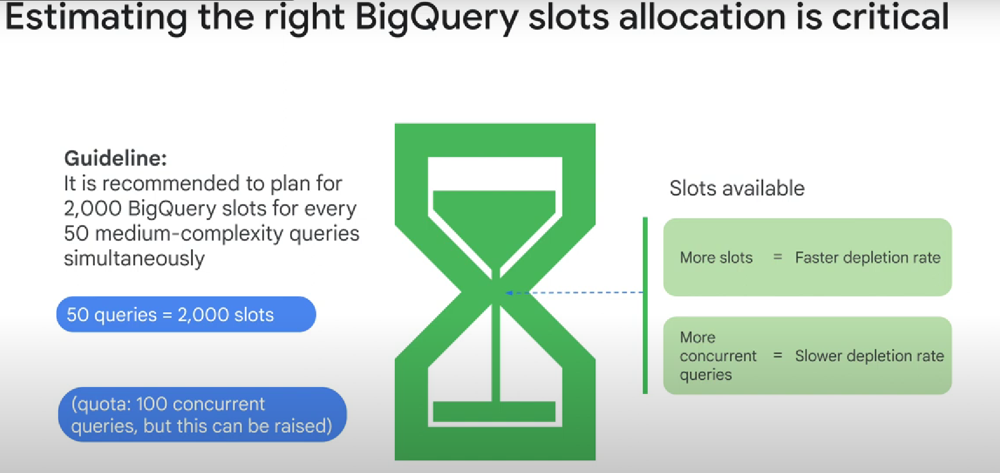 Estimating the right BigQuery slots allocation is critical
Guideline:
It is recommended to plan for
2,000 BigQuery slots for every
50 medium-complexity queries
simultaneously
50 queries = 2,000 slots
(quota: 100 concurrent
queries, but this can be raised)
Slots available
More slots = Faster depletion rate
More
concurrent = Slower depletion rate
queries